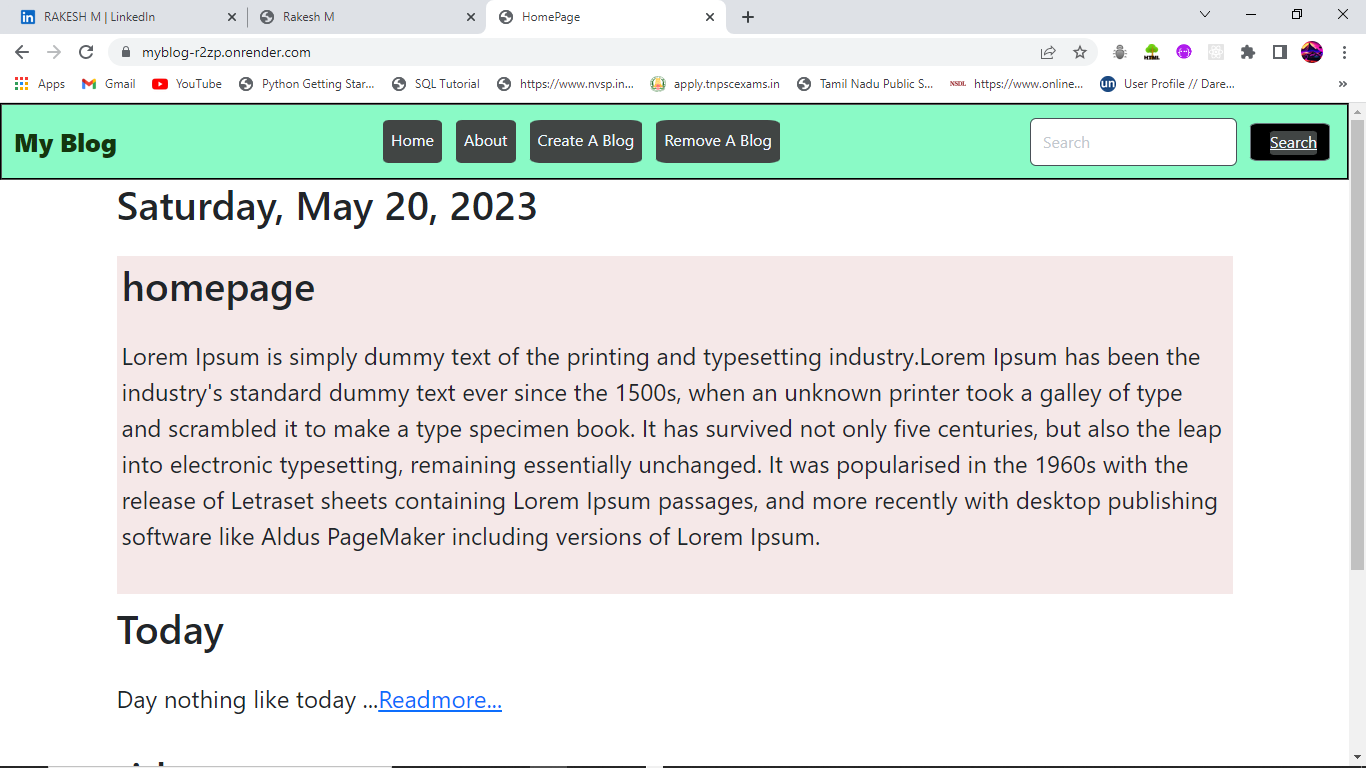 RAKESH M | LinkedIn
Rakesh M
HomePage
myblog-r2zp.onrender.com
Apps
Gmail
YouTube
Python Getting Star...
SQL Tutorial
https://www.nvsp.in...
apply.tnpscexams.in
Tamil Nadu Public S...
NSDL
https://www.online...
un
User Profile // Dare...
»
My Blog
Home
About
Create A Blog
Remove A Blog
Search
Search
Saturday, May 20, 2023
homepage
Lorem Ipsum is simply dummy text of the printing and typesetting industry.Lorem Ipsum has been the
industry's standard dummy text ever since the 1500s, when an unknown printer took a galley of type
and scrambled it to make a type specimen book. It has survived not only five centuries, but also the leap
into electronic typesetting, remaining essentially unchanged. It was popularised in the 1960s with the
release of Letraset sheets containing Lorem Ipsum passages, and more recently with desktop publishing
software like Aldus PageMaker including versions of Lorem Ipsum.
Today
Day nothing like today ...Readmore...